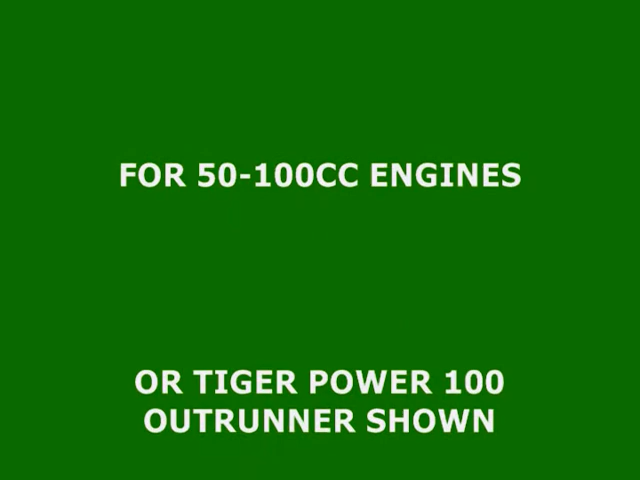 FOR 50-100CC ENGINES
OR TIGER POWER 100
OUTRUNNER SHOWN